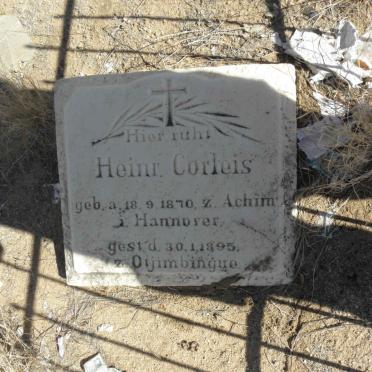 Hier ruht
Heinr. Corleis
geb. a. 18. 9. 1870. z. Achim
i. Hannover.
gest. d. 30. 1. 1895.
z. Otjimbingue